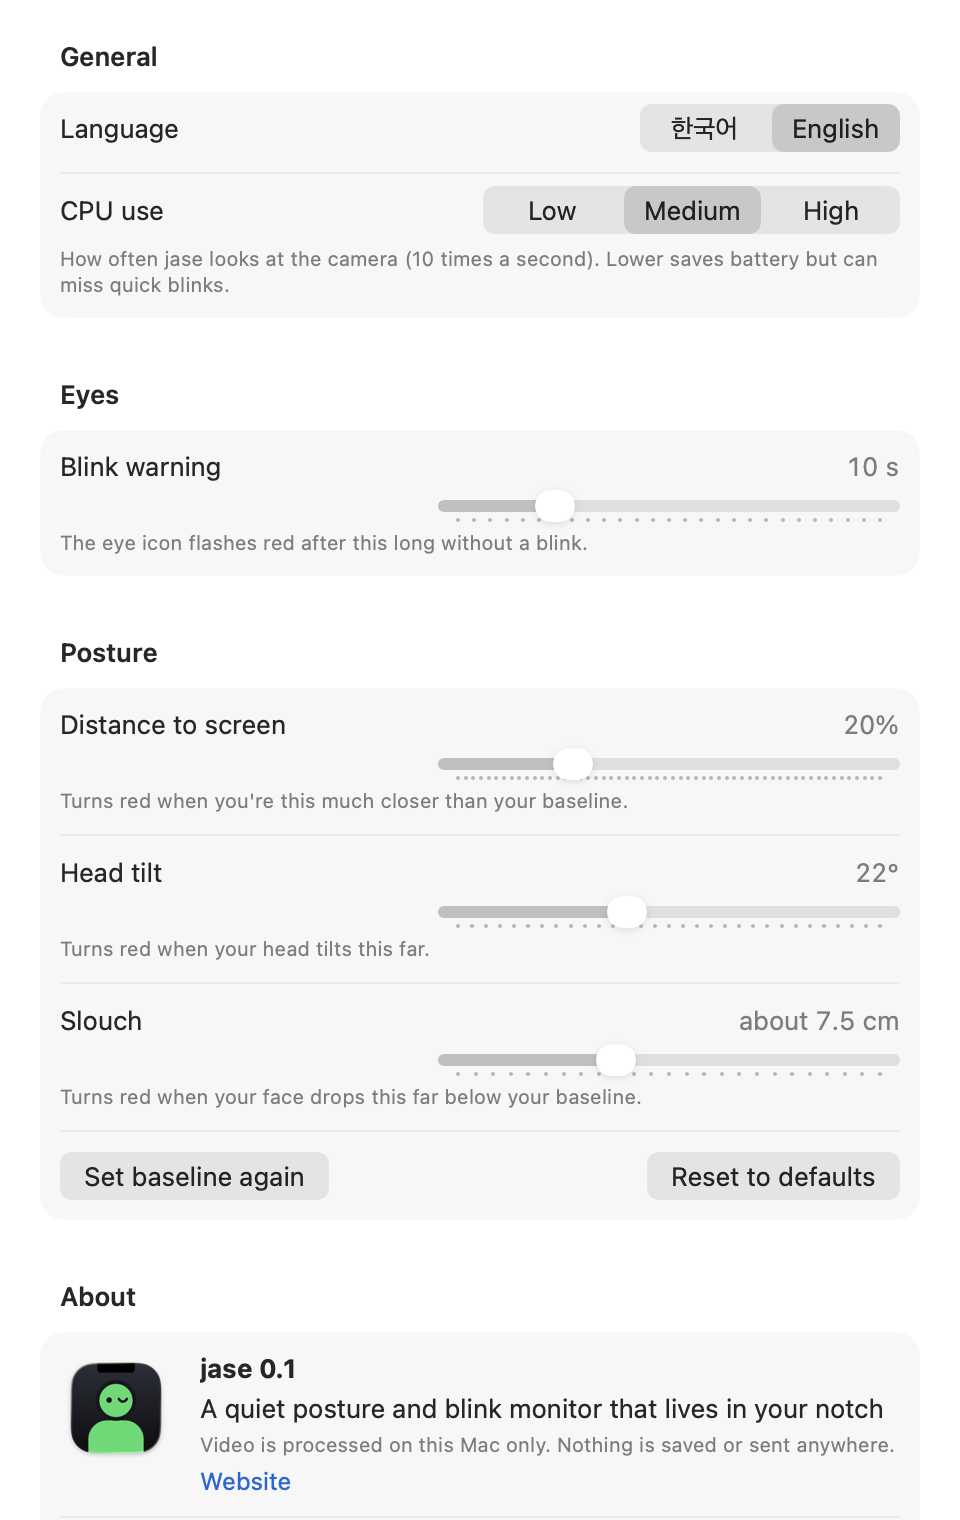 General
Language
한국어
English
CPU use
Low
Medium
High
How often jase looks at the camera (10 times a second). Lower saves battery but can
miss quick blinks.
Eyes
Blink warning
10 s
The eye icon flashes red after this long without a blink.
Posture
Distance to screen
20%
Turns red when you're this much closer than your baseline.
Head tilt
22°
Turns red when your head tilts this far.
Slouch
about 7.5 cm
Turns red when your face drops this far below your baseline.
Set baseline again
Reset to defaults
About
jase 0.1
A quiet posture and blink monitor that lives in your notch
Video is processed on this Mac only. Nothing is saved or sent anywhere.
Website